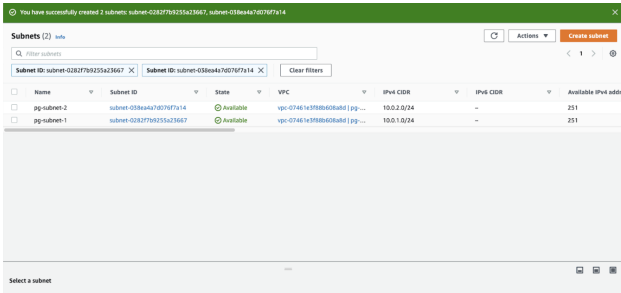 You have successfully created 2 subnets: subnet-0282f7b9255a23667, subnet-038ea4a7d076f7a14
Subnets (2) Info
Actions
Create subnet
Filter subnets
1
Subnet ID: subnet-0282f7b9255a23667
Subnet ID: subnet-038ea4a7d076f7a14
Clear filters
Name Subnet ID State VPC IPv4 CIDR IPv6 CIDR Available IPv4 addr
pg-subnet-2 subnet-038ea4a7d076f7a14 Available vpc-07461e3f88b608a8d | pg-... 10.0.2.0/24 – 251
pg-subnet-1 subnet-0282f7b9255a23667 Available vpc-07461e3f88b608a8d | pg-... 10.0.1.0/24 – 251
Select a subnet